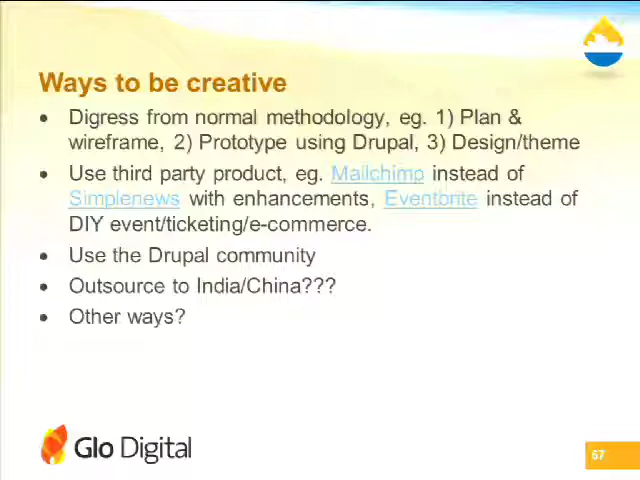 Ways to be creative
• Digress from normal methodology, eg. 1) Plan &
wireframe, 2) Prototype using Drupal, 3) Design/theme
• Use third party product, eg. Mailchimp instead of
Simplenews with enhancements, Eventbrite instead of
DIY event/ticketing/e-commerce.
• Use the Drupal community
• Outsource to India/China???
• Other ways?
Glo Digital
57